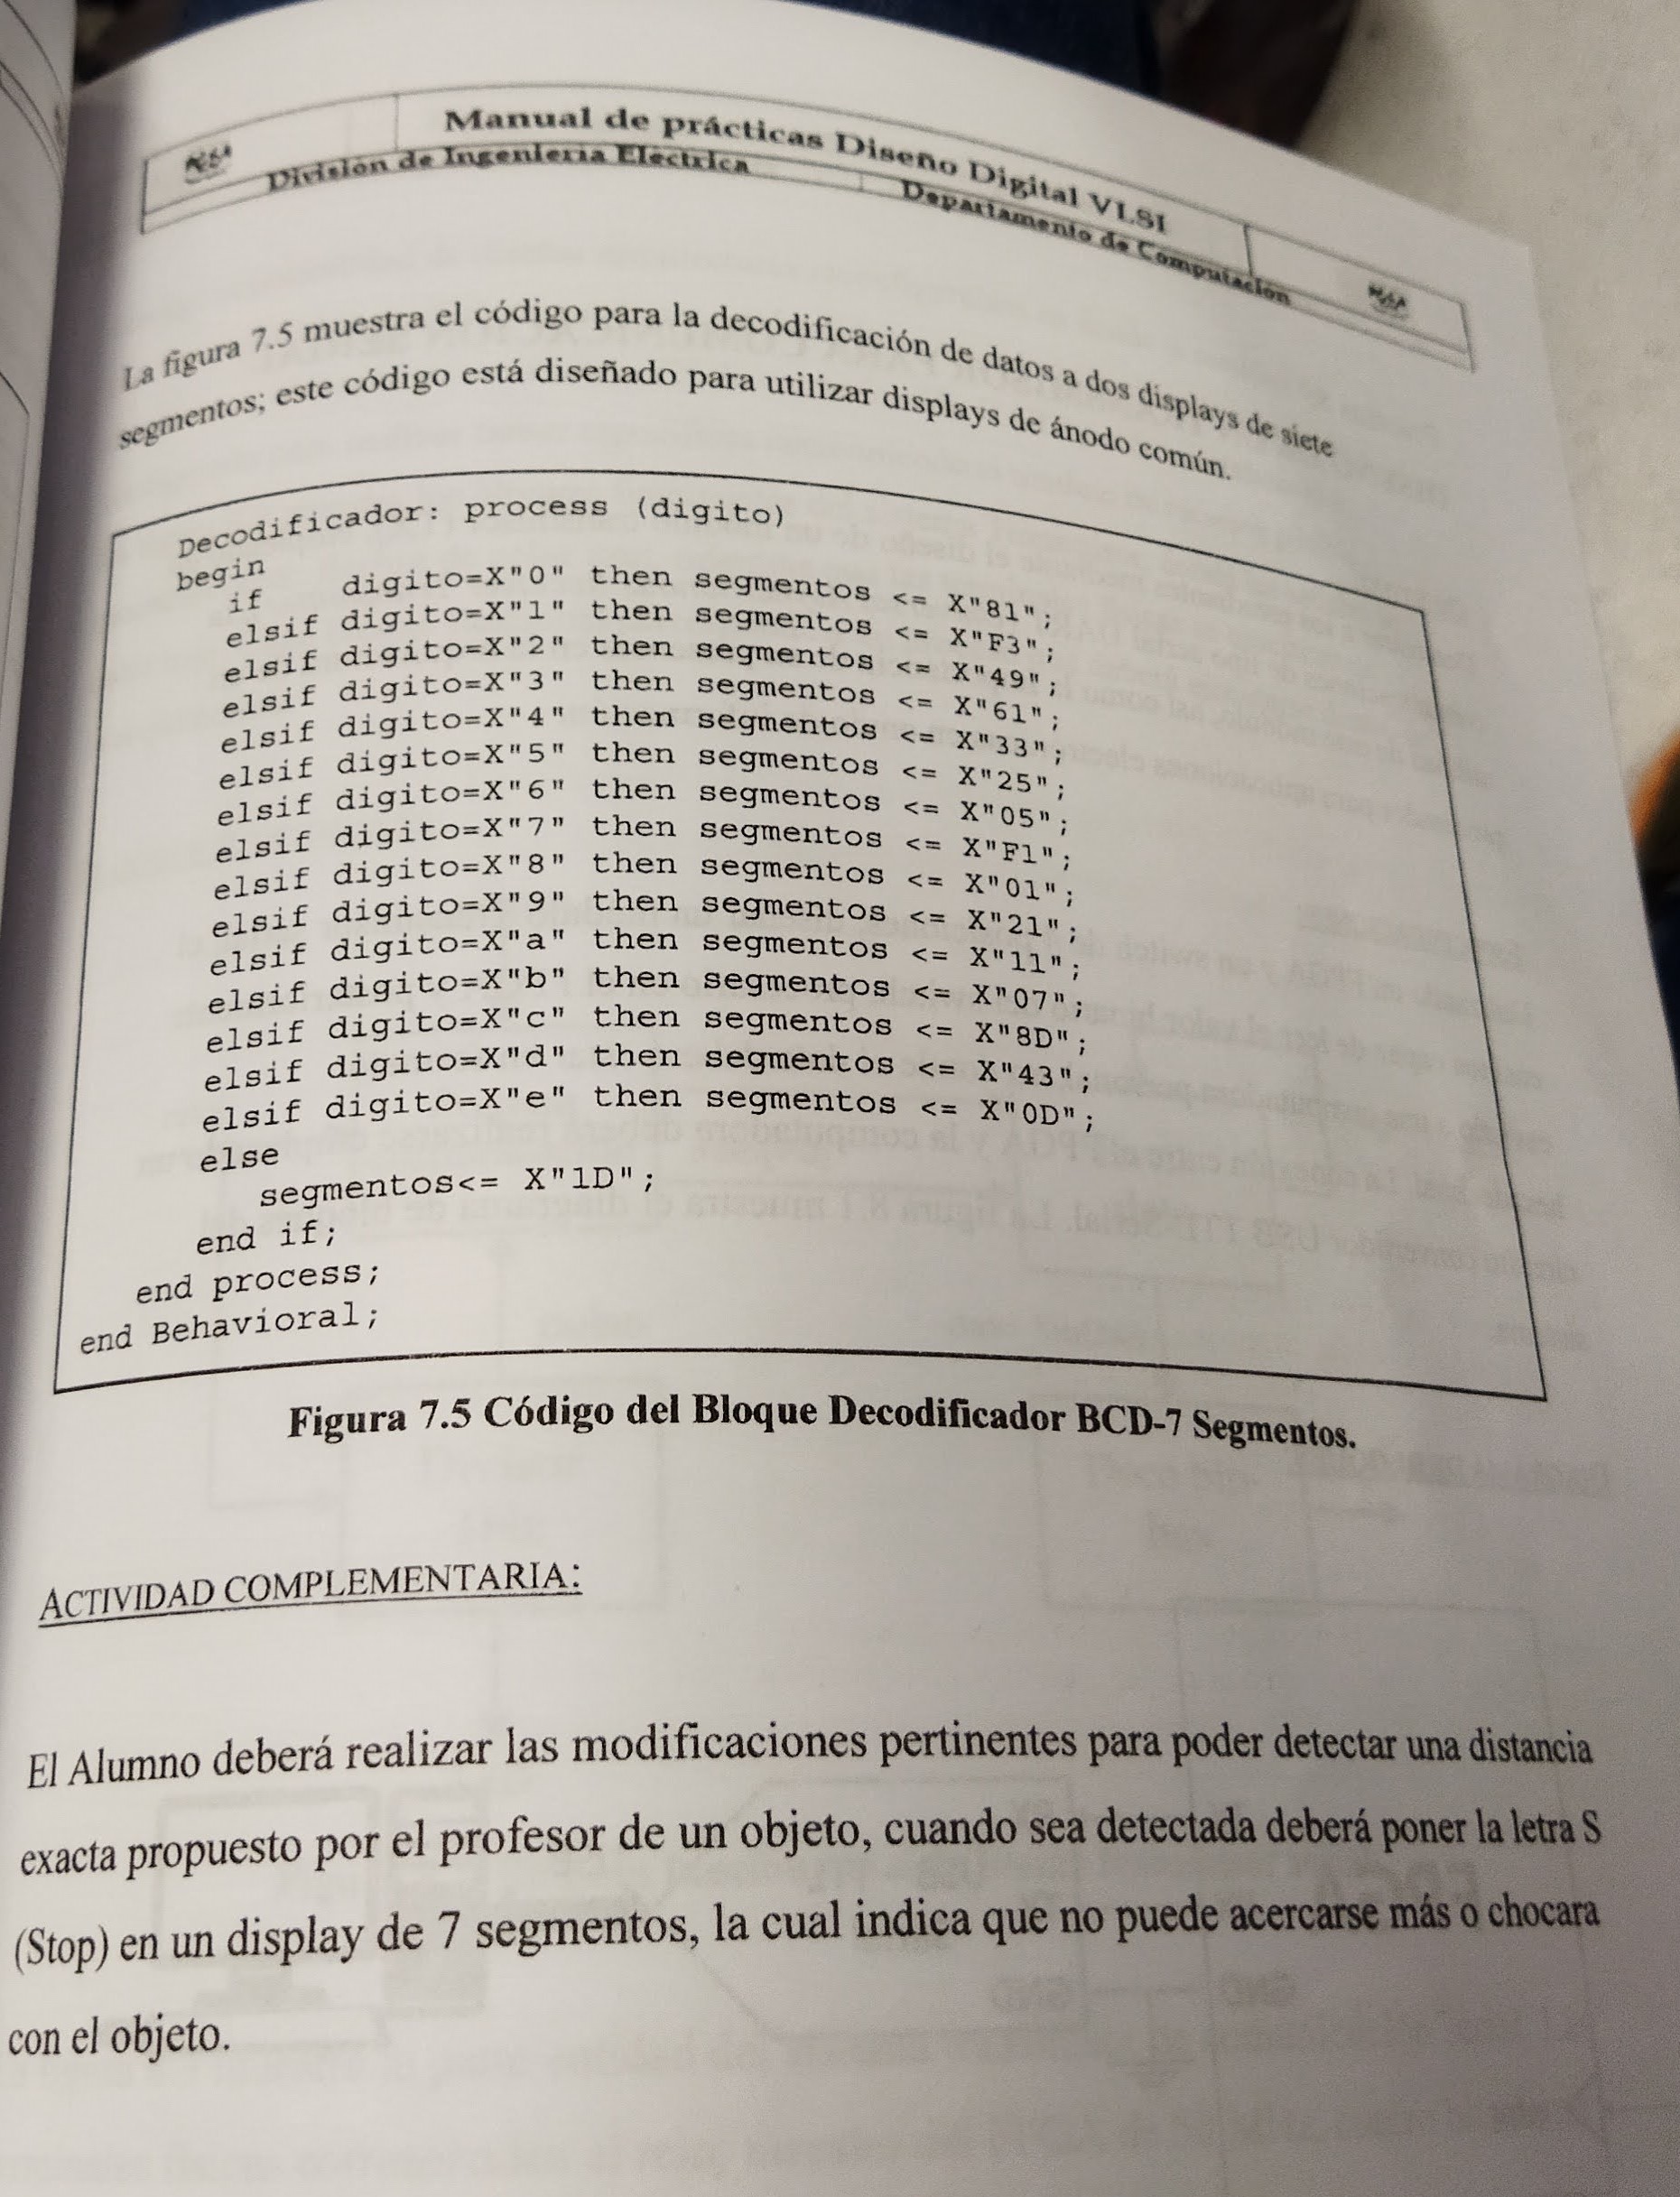 Manual de prácticas Diseño Digital VLSI
División de Ingeniería Eléctrica
Departamento de Computación
La figura 7.5 muestra el código para la decodificación de datos a dos displays de siete
segmentos; este código está diseñado para utilizar displays de ánodo común.
Decodificador: process (digito)
begin
if digito=X"0" then segmentos <= X"81";
elsif digito=X"1" then segmentos <= X"F3";
elsif digito=X"2" then segmentos <= X"49";
elsif digito=X"3" then segmentos <= X"61";
elsif digito=X"4" then segmentos <= X"33";
elsif digito=X"5" then segmentos <= X"25";
elsif digito=X"6" then segmentos <= X"05";
elsif digito=X"7" then segmentos <= X"F1";
elsif digito=X"8" then segmentos <= X"01";
elsif digito=X"9" then segmentos <= X"21";
elsif digito=X"a" then segmentos <= X"11";
elsif digito=X"b" then segmentos <= X"07";
elsif digito=X"c" then segmentos <= X"8D";
elsif digito=X"d" then segmentos <= X"43";
elsif digito=X"e" then segmentos <= X"0D";
else
segmentos<= X"1D";
end if;
end process;
end Behavioral;
Figura 7.5 Código del Bloque Decodificador BCD-7 Segmentos.
ACTIVIDAD COMPLEMENTARIA:
El Alumno deberá realizar las modificaciones pertinentes para poder detectar una distancia
exacta propuesto por el profesor de un objeto, cuando sea detectada deberá poner la letra S
(Stop) en un display de 7 segmentos, la cual indica que no puede acercarse más o chocara
con el objeto.